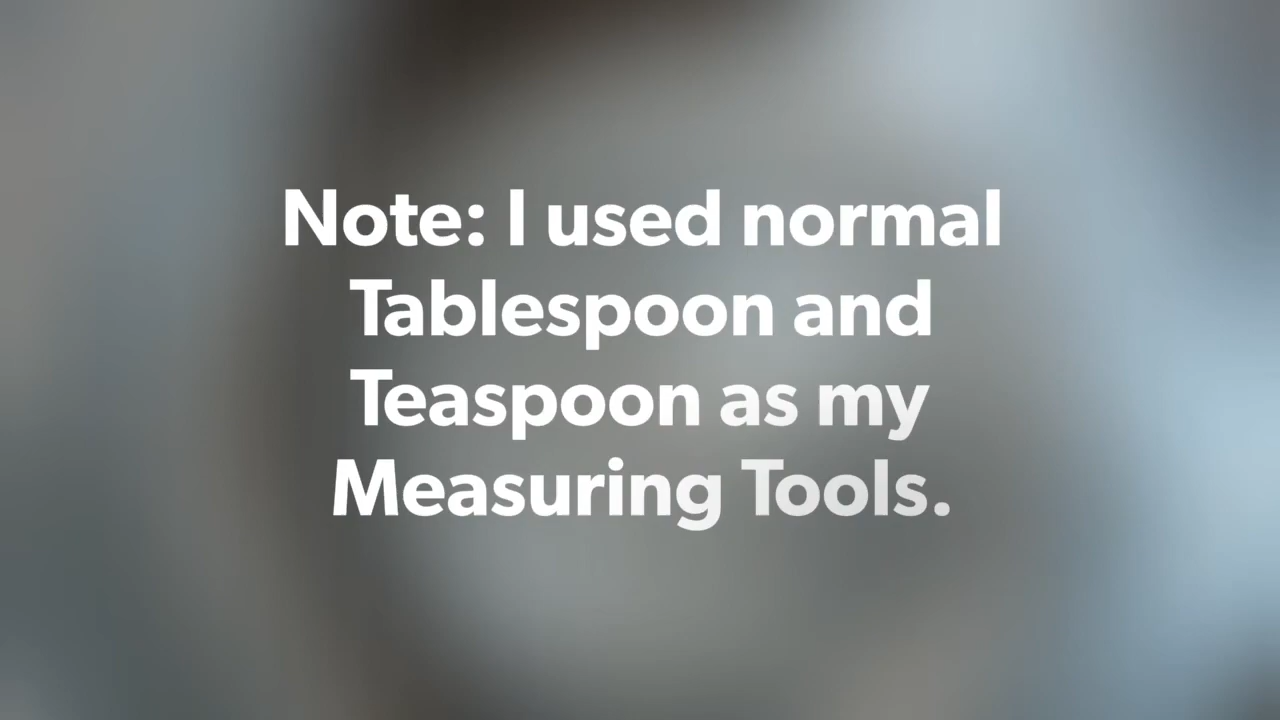 Note: I used normal
Tablespoon and
Teaspoon as my
Measuring Tools.